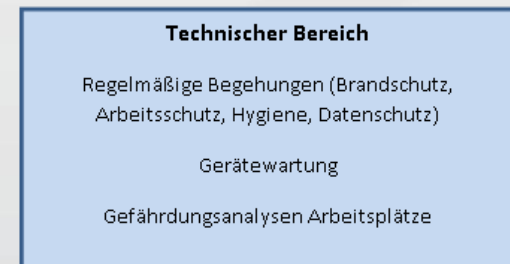 Technischer Bereich
Regelmäßige Begehungen (Brandschutz,
Arbeitsschutz, Hygiene, Datenschutz)
Gerätewartung
Gefährdungsanalysen Arbeitsplätze